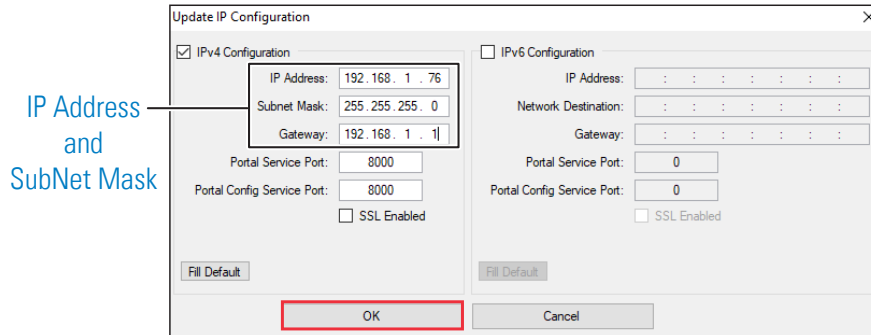 Update IP Configuration
IPv4 Configuration
IP Address: 192.168. 1 . 76
Subnet Mask: 255.255.255. 0
Gateway: 192.168. 1 . 1
Portal Service Port: 8000
Portal Config Service Port: 8000
SSL Enabled
Fill Default
IPv6 Configuration
IP Address: : : : : : : :
Network Destination: : : : : : : :
Gateway: : : : : : : :
Portal Service Port: 0
Portal Config Service Port: 0
SSL Enabled
Fill Default
OK
Cancel
IP Address
and
SubNet Mask